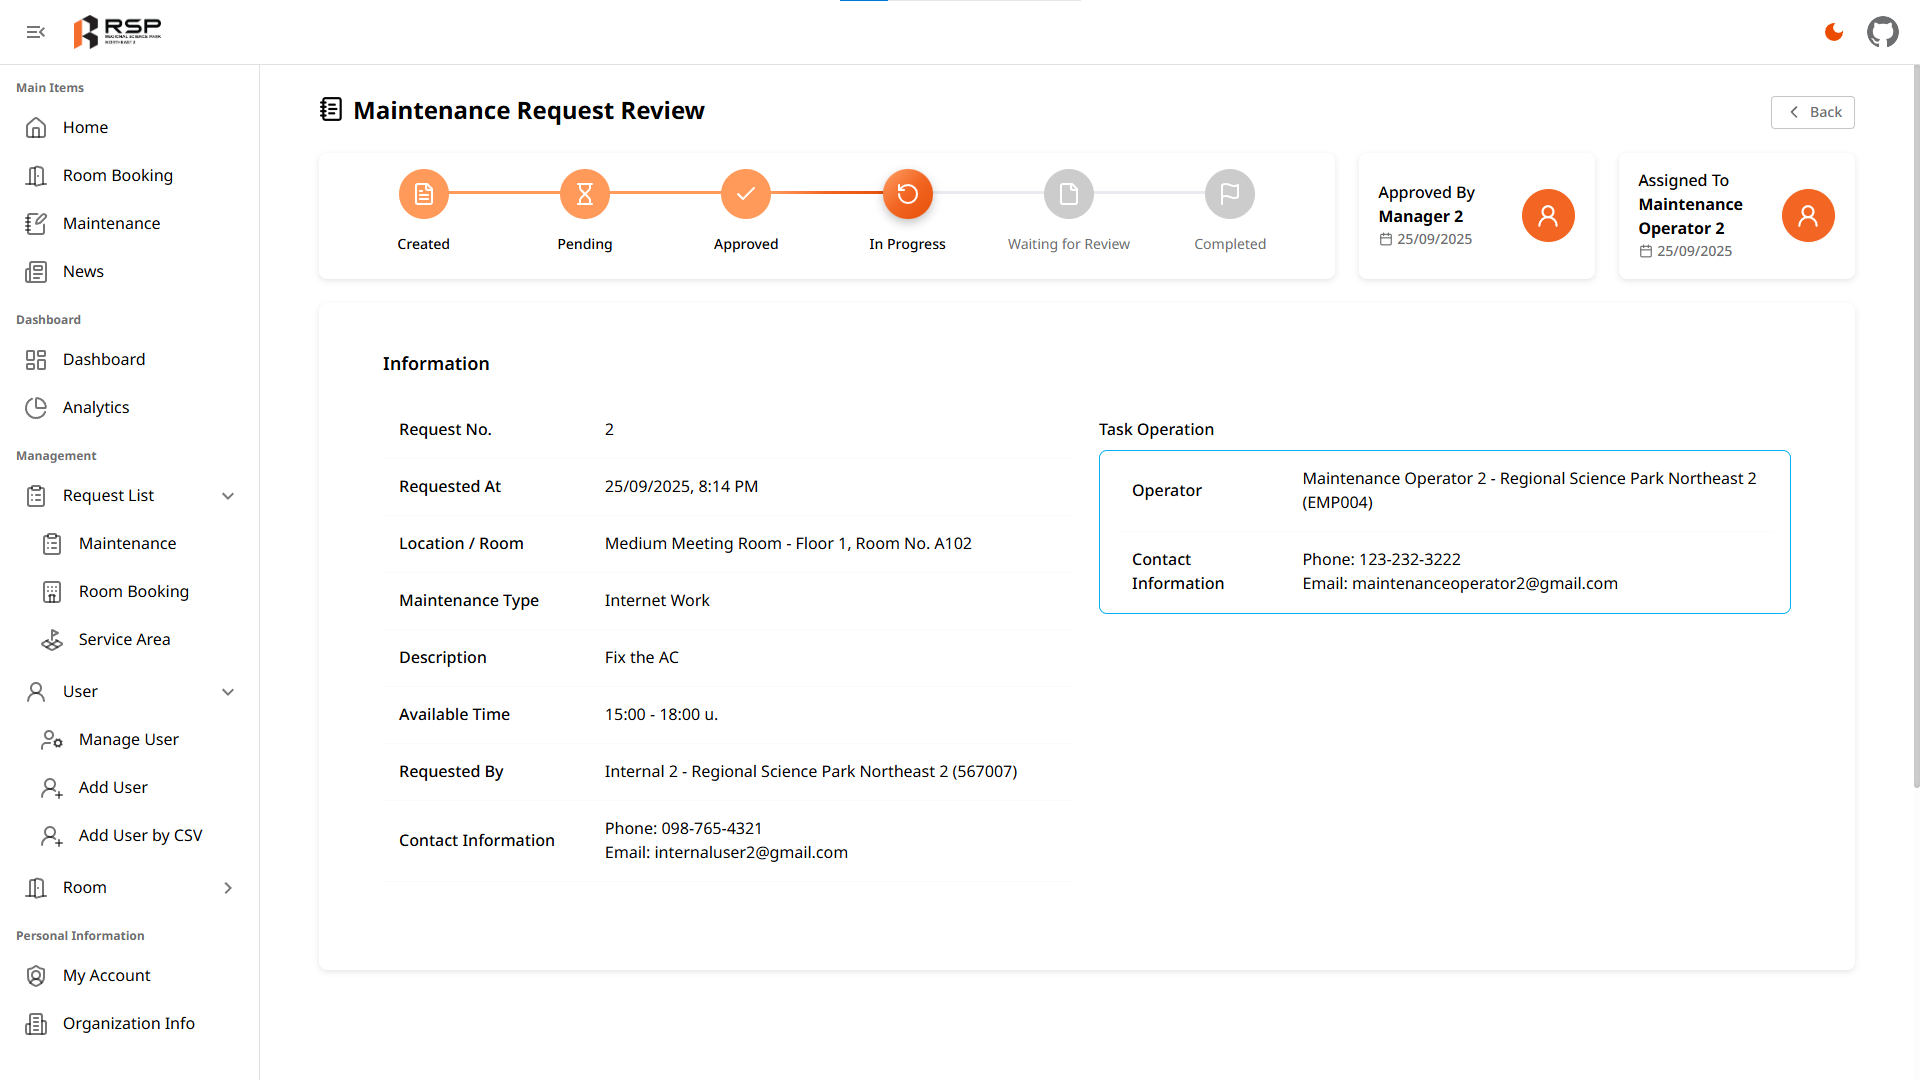 RSP
REGIONAL SCIENCE PARK
NORTHEAST 2
Main Items
Home
Room Booking
Maintenance
News
Dashboard
Dashboard
Analytics
Management
Request List
Maintenance
Room Booking
Service Area
User
Manage User
Add User
Add User by CSV
Room
Personal Information
My Account
Organization Info
Maintenance Request Review
Back
Created
Pending
Approved
In Progress
Waiting for Review
Completed
Approved By
Manager 2
25/09/2025
Assigned To
Maintenance
Operator 2
25/09/2025
Information
Request No. 2
Requested At 25/09/2025, 8:14 PM
Location / Room Medium Meeting Room - Floor 1, Room No. A102
Maintenance Type Internet Work
Description Fix the AC
Available Time 15:00 - 18:00 u.
Requested By Internal 2 - Regional Science Park Northeast 2 (567007)
Contact Information
Phone: 098-765-4321
Email: internaluser2@gmail.com
Task Operation
Operator
Maintenance Operator 2 - Regional Science Park Northeast 2
(EMP004)
Contact
Information
Phone: 123-232-3222
Email: maintenanceoperator2@gmail.com